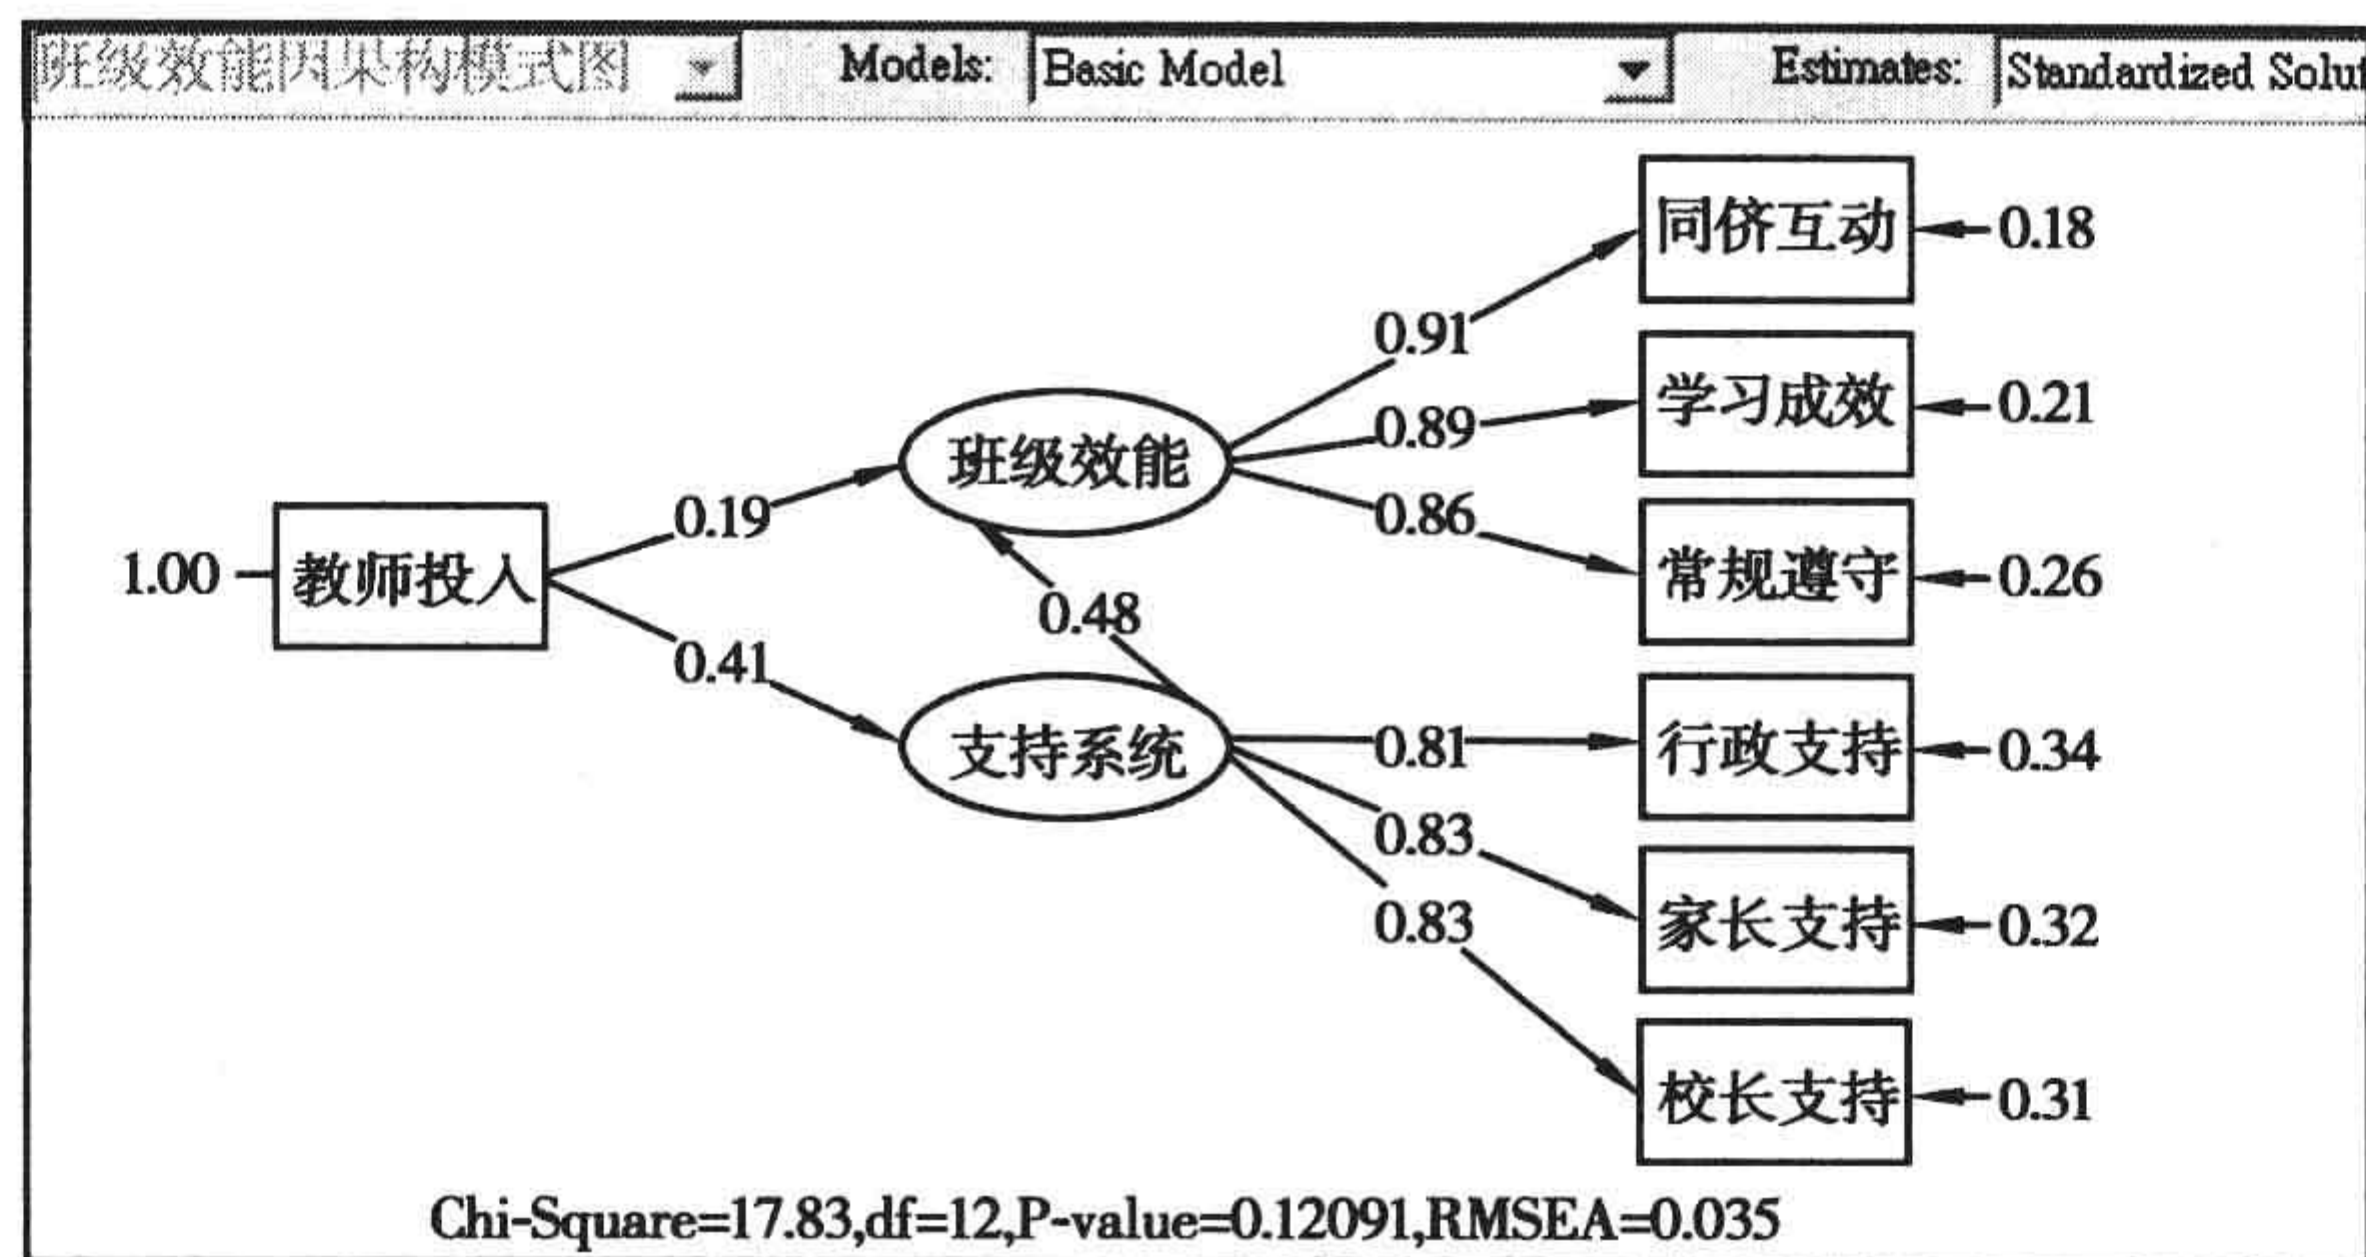 班级效能因果构模式图 Models: Basic Model Estimates: Standardized Solut
同侪互动 0.18
0.91
学习成效 0.21
0.89
班级效能
0.19
0.86
常规遵守 0.26
1.00 教师投入
0.48
0.41
支持系统
0.81
行政支持 0.34
0.83
家长支持 0.32
0.83
校长支持 0.31
Chi-Square=17.83,df=12,P-value=0.12091,RMSEA=0.035